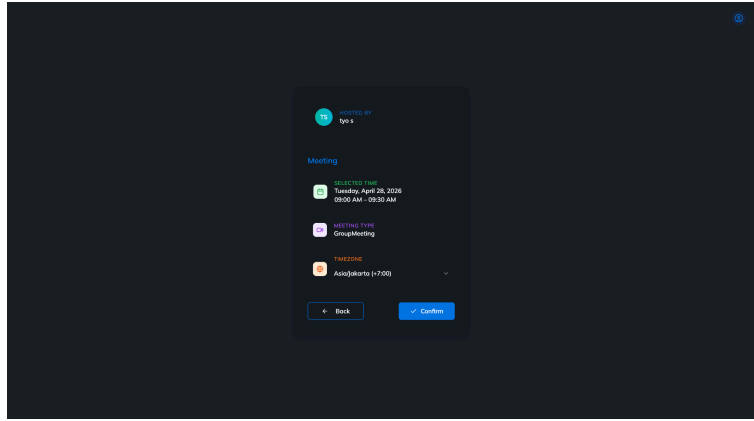 TS
HOSTED BY
tyo s
Meeting
SELECTED TIME
Tuesday, April 28, 2026
09:00 AM – 09:30 AM
MEETING TYPE
GroupMeeting
TIMEZONE
Asia/Jakarta (+7:00)
Back
Confirm